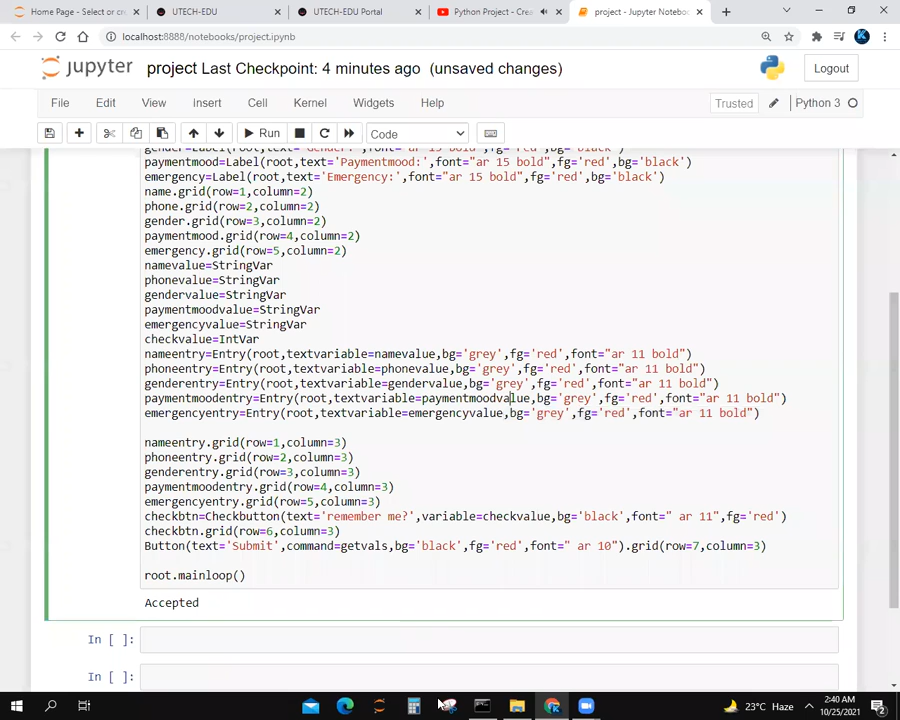 Home Page - Select or cr
UTECH-EDU
UTECH-EDU Portal
Python Project - Cre
project - Jupyter Notebo
localhost:8888/notebooks/project.ipynb
jupyter project Last Checkpoint: 4 minutes ago (unsaved changes)
Logout
File Edit View Insert Cell Kernel Widgets Help
Trusted
Python 3
Run
Code
paymentmood=Label(root,text='Paymentmood:',font="ar 15 bold",fg='red',bg='black')
emergency=Label(root,text='Emergency:',font="ar 15 bold",fg='red',bg='black')
name.grid(row=1,column=2)
phone.grid(row=2,column=2)
gender.grid(row=3,column=2)
paymentmood.grid(row=4,column=2)
emergency.grid(row=5,column=2)
namevalue=StringVar
phonevalue=StringVar
gendervalue=StringVar
paymentmoodvalue=StringVar
emergencyvalue=StringVar
checkvalue=IntVar
nameentry=Entry(root,textvariable=namevalue,bg='grey',fg='red',font="ar 11 bold")
phoneentry=Entry(root,textvariable=phonevalue,bg='grey',fg='red',font="ar 11 bold")
genderentry=Entry(root,textvariable=gendervalue,bg='grey',fg='red',font="ar 11 bold")
paymentmoodentry=Entry(root,textvariable=paymentmoodvalue,bg='grey',fg='red',font="ar 11 bold")
emergencyentry=Entry(root,textvariable=emergencyvalue,bg='grey',fg='red',font="ar 11 bold")
nameentry.grid(row=1,column=3)
phoneentry.grid(row=2,column=3)
genderentry.grid(row=3,column=3)
paymentmoodentry.grid(row=4,column=3)
emergencyentry.grid(row=5,column=3)
checkbtn=Checkbutton(text='remember me?',variable=checkvalue,bg='black',font=" ar 11",fg='red')
checkbtn.grid(row=6,column=3)
Button(text='Submit',command=getvals,bg='black',fg='red',font=" ar 10").grid(row=7,column=3)
root.mainloop()
Accepted
In [ ]:
In [ ]:
23°C Haze
2:40 AM
10/25/2021
2